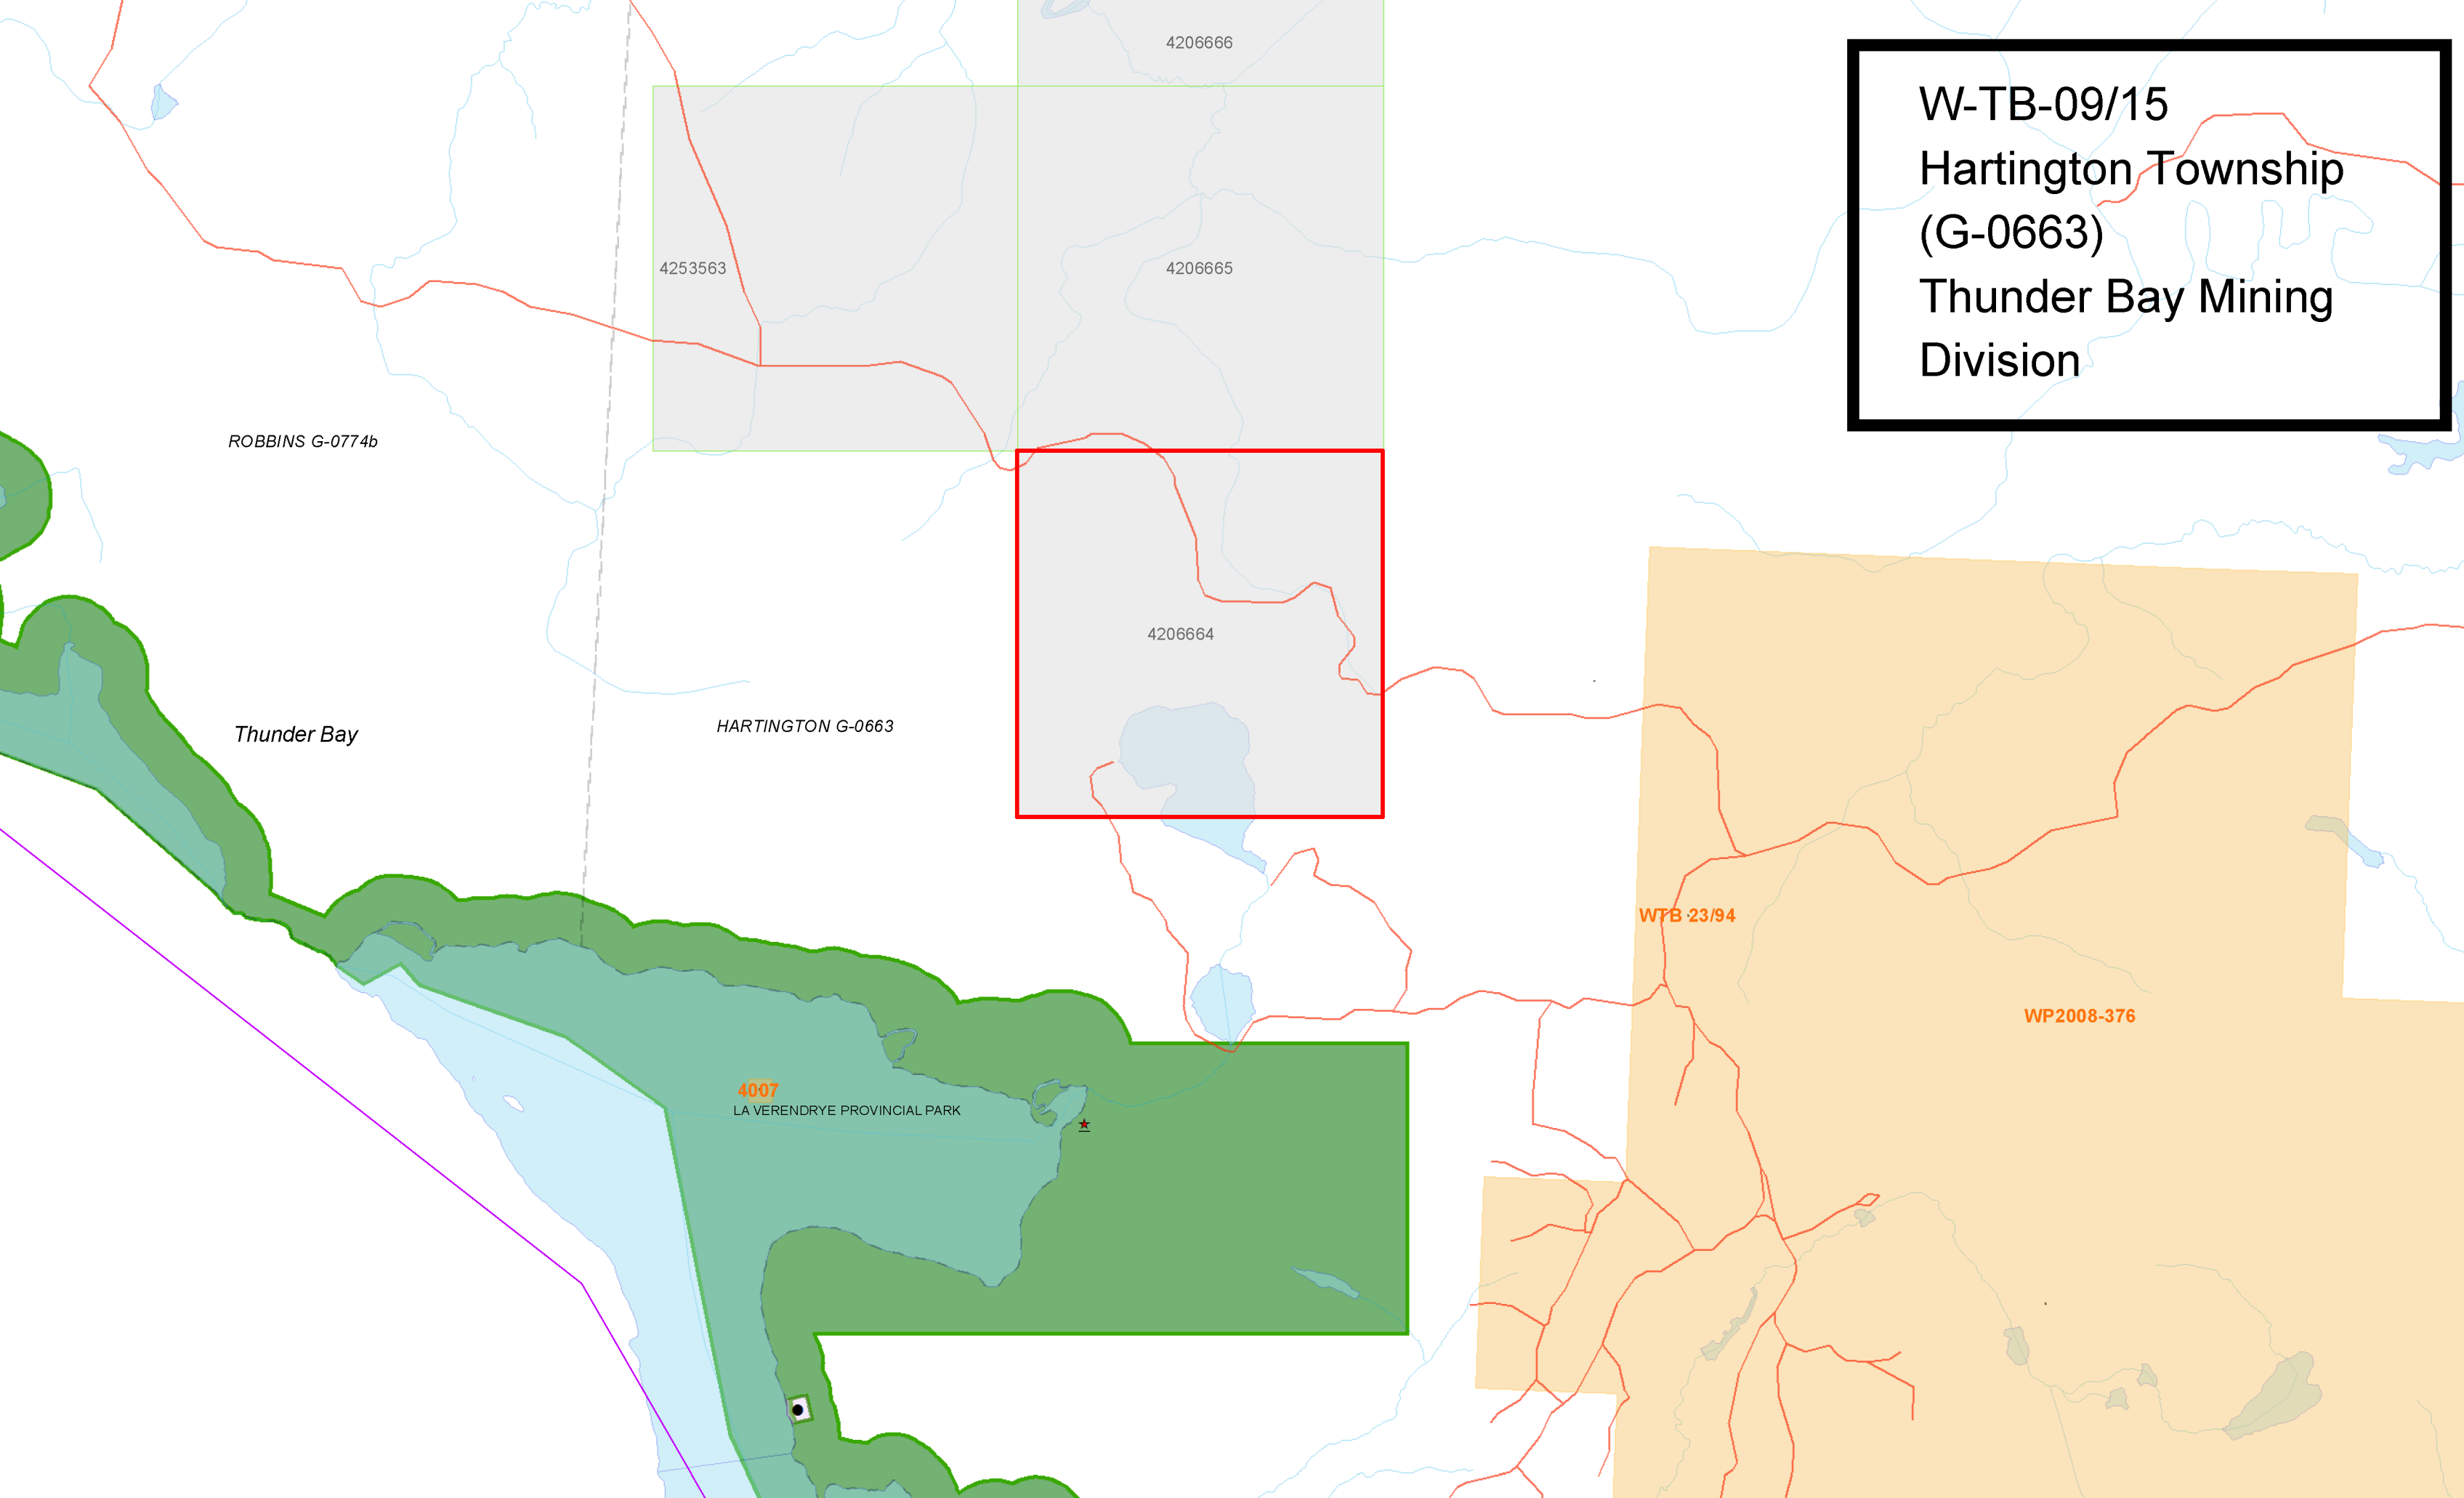 W-TB-09/15
Hartington Township
(G-0663)
Thunder Bay Mining
Division
4206666
4253563
4206665
ROBBINS G-0774b
4206664
HARTINGTON G-0663
Thunder Bay
WTB 23/94
WP2008-376
4007
LA VERENDRYE PROVINCIAL PARK